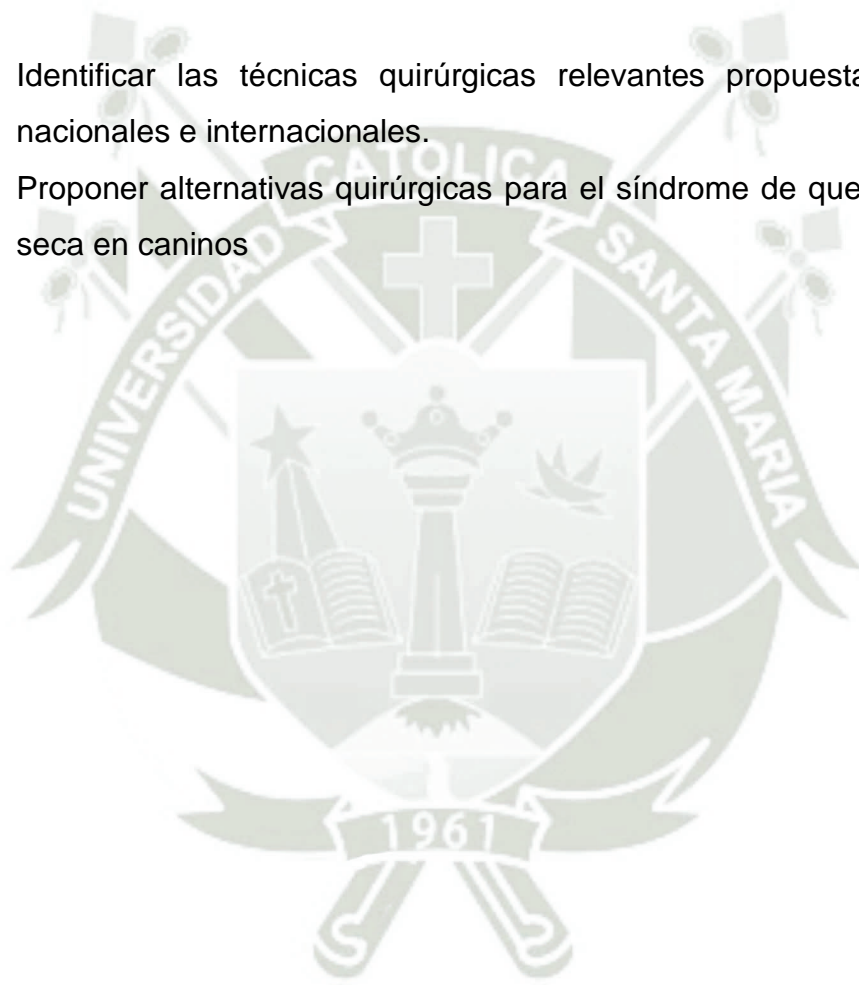 Identificar las técnicas quirúrgicas relevantes propuesta
nacionales e internacionales.
Proponer alternativas quirúrgicas para el síndrome de que
seca en caninos
UNIVERSIDAD CATOLICA SANTA MARIA
1961